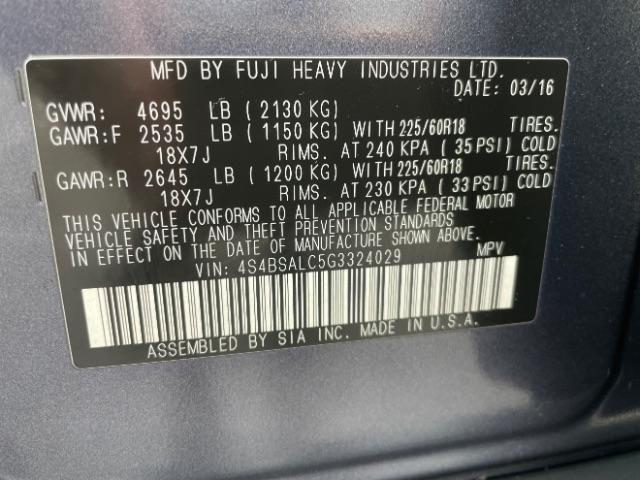 MFD BY FUJI HEAVY INDUSTRIES LTD.
DATE: 03/16
GVWR: 4695 LB (2130 KG)
GAWR:F 2535 LB (1150 KG) WITH 225/60R18 TIRES.
18X7J RIMS. AT 240 KPA (35 PSI) COLD
GAWR:R 2645 LB (1200 KG) WITH 225/60R18 TIRES.
18X7J RIMS. AT 230 KPA (33 PSI) COLD
THIS VEHICLE CONFORMS TO ALL APPLICABLE FEDERAL MOTOR
VEHICLE SAFETY AND THEFT PREVENTION STANDARDS
IN EFFECT ON THE DATE OF MANUFACTURE SHOWN ABOVE.
VIN: 4S4BSALC5G3324029 MPV
ASSEMBLED BY SIA INC. MADE IN U.S.A.